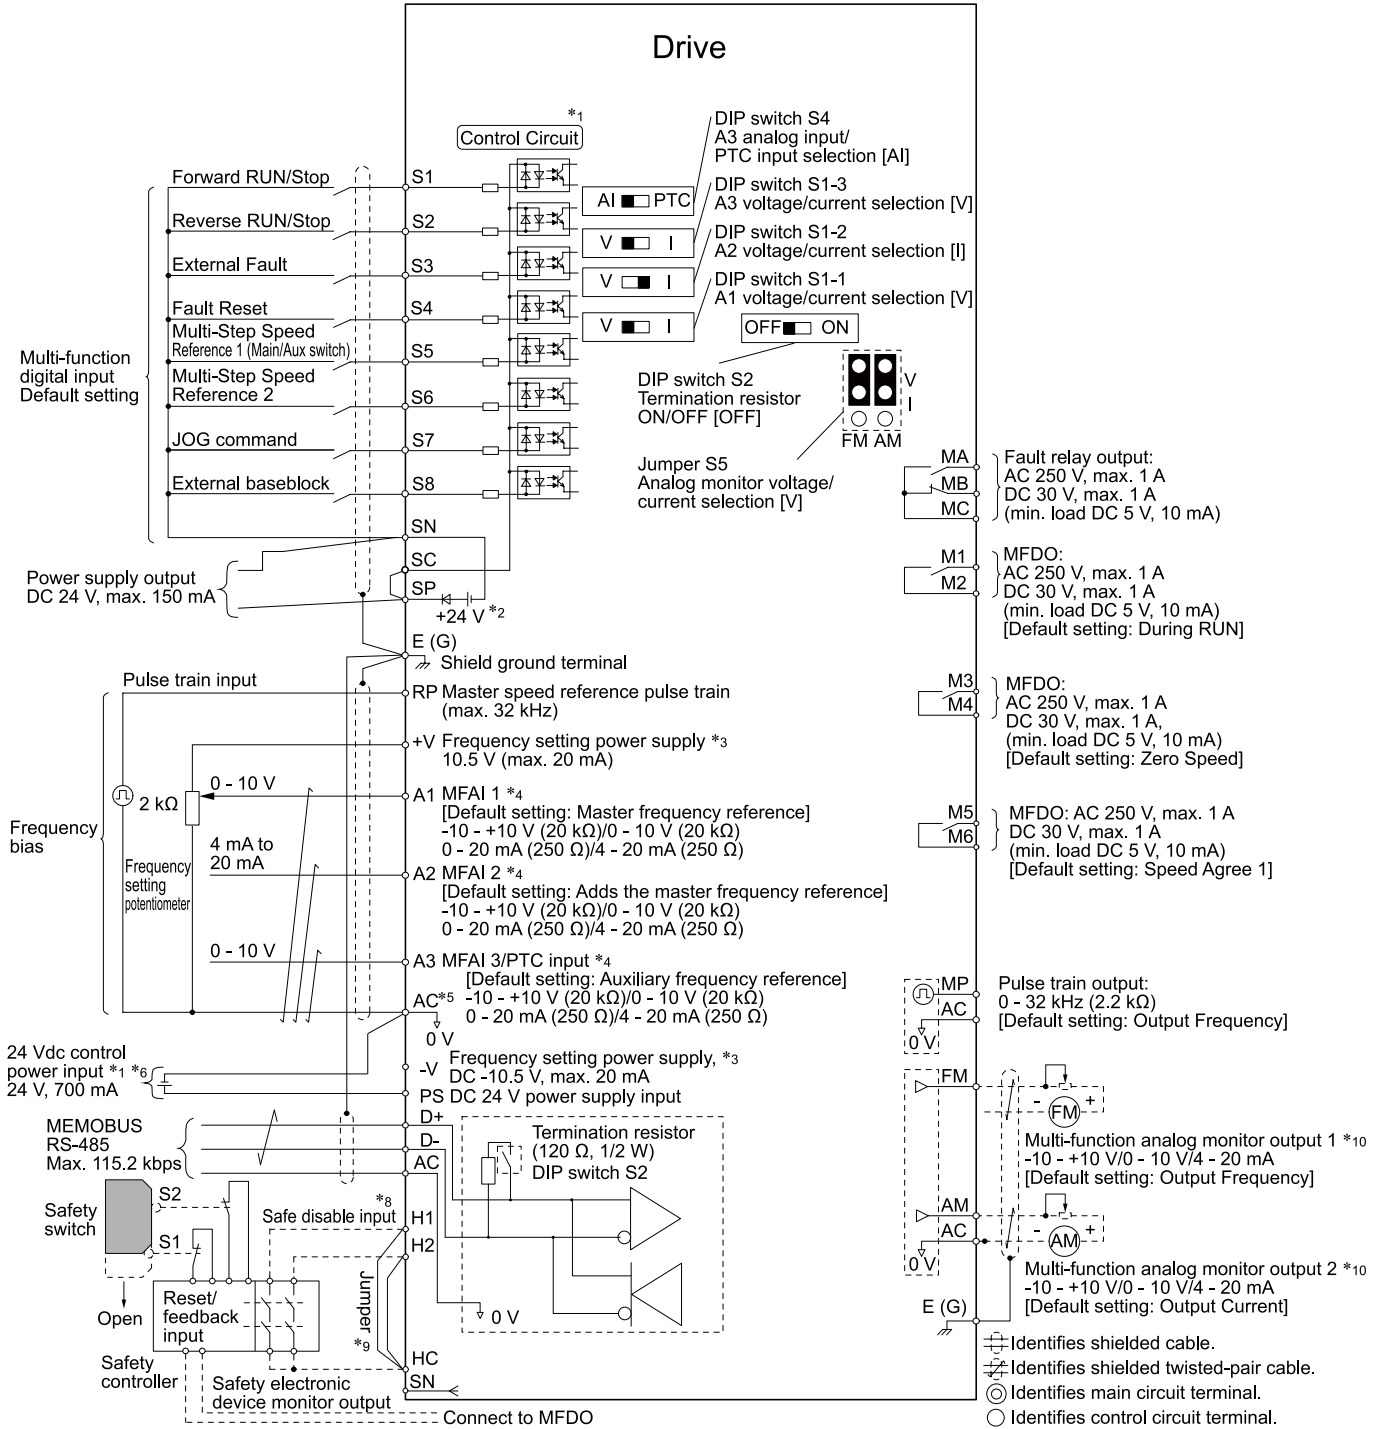 Drive
*1
Control Circuit
DIP switch S4
A3 analog input/
PTC input selection [AI]
AI PTC
DIP switch S1-3
A3 voltage/current selection [V]
V I
DIP switch S1-2
A2 voltage/current selection [I]
V I
DIP switch S1-1
A1 voltage/current selection [V]
V I
OFF ON
DIP switch S2
Termination resistor
ON/OFF [OFF]
V
I
FM AM
Jumper S5
Analog monitor voltage/
current selection [V]
Multi-function
digital input
Default setting
Forward RUN/Stop
S1
Reverse RUN/Stop
S2
External Fault
S3
Fault Reset
S4
Multi-Step Speed
Reference 1 (Main/Aux switch)
S5
Multi-Step Speed
Reference 2
S6
JOG command
S7
External baseblock
S8
SN
SC
SP
+24 V *2
Power supply output
DC 24 V, max. 150 mA
E (G)
Shield ground terminal
Pulse train input
RP Master speed reference pulse train
(max. 32 kHz)
+V Frequency setting power supply *3
10.5 V (max. 20 mA)
Frequency
bias
2 kΩ
Frequency
setting
potentiometer
0 - 10 V
A1 MFAI 1 *4
[Default setting: Master frequency reference]
-10 - +10 V (20 kΩ)/0 - 10 V (20 kΩ)
0 - 20 mA (250 Ω)/4 - 20 mA (250 Ω)
4 mA to
20 mA
A2 MFAI 2 *4
[Default setting: Adds the master frequency reference]
-10 - +10 V (20 kΩ)/0 - 10 V (20 kΩ)
0 - 20 mA (250 Ω)/4 - 20 mA (250 Ω)
0 - 10 V
A3 MFAI 3/PTC input *4
[Default setting: Auxiliary frequency reference]
-10 - +10 V (20 kΩ)/0 - 10 V (20 kΩ)
0 - 20 mA (250 Ω)/4 - 20 mA (250 Ω)
AC*5
0 V
-V Frequency setting power supply, *3
DC -10.5 V, max. 20 mA
24 Vdc control
power input *1 *6
24 V, 700 mA
PS DC 24 V power supply input
MEMOBUS
RS-485
Max. 115.2 kbps
D+
D-
AC
Termination resistor
(120 Ω, 1/2 W)
DIP switch S2
0 V
Safety
switch
S2
S1
Open
*8
Safe disable input
H1
H2
Jumper *9
HC
SN
Reset/
feedback
input
Safety
controller
Safety electronic
device monitor output
Connect to MFDO
MA
MB
MC
Fault relay output:
AC 250 V, max. 1 A
DC 30 V, max. 1 A
(min. load DC 5 V, 10 mA)
M1
M2
MFDO:
AC 250 V, max. 1 A
DC 30 V, max. 1 A
(min. load DC 5 V, 10 mA)
[Default setting: During RUN]
M3
M4
MFDO:
AC 250 V, max. 1 A
DC 30 V, max. 1 A,
(min. load DC 5 V, 10 mA)
[Default setting: Zero Speed]
M5
M6
MFDO: AC 250 V, max. 1 A
DC 30 V, max. 1 A
(min. load DC 5 V, 10 mA)
[Default setting: Speed Agree 1]
MP
AC
0 V
Pulse train output:
0 - 32 kHz (2.2 kΩ)
[Default setting: Output Frequency]
FM
- +
FM
Multi-function analog monitor output 1 *10
-10 - +10 V/0 - 10 V/4 - 20 mA
[Default setting: Output Frequency]
AM
AC
0 V
- +
AM
Multi-function analog monitor output 2 *10
-10 - +10 V/0 - 10 V/4 - 20 mA
[Default setting: Output Current]
E (G)
Identifies shielded cable.
Identifies shielded twisted-pair cable.
Identifies main circuit terminal.
Identifies control circuit terminal.